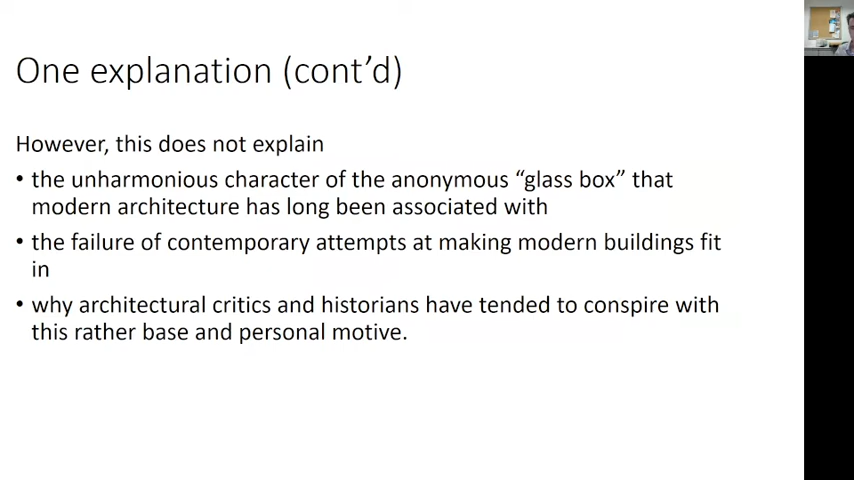 One explanation (cont’d)
However, this does not explain
• the unharmonious character of the anonymous “glass box” that
modern architecture has long been associated with
• the failure of contemporary attempts at making modern buildings fit
in
• why architectural critics and historians have tended to conspire with
this rather base and personal motive.